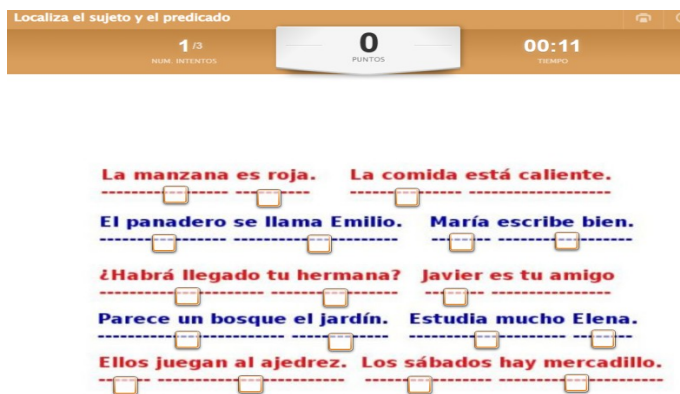 Localiza el sujeto y el predicado
1 /3
NUM. INTENTOS
0
PUNTOS
00:11
TIEMPO
La manzana es roja. La comida está caliente.
El panadero se llama Emilio. María escribe bien.
¿Habrá llegado tu hermana? Javier es tu amigo
Parece un bosque el jardín. Estudia mucho Elena.
Ellos juegan al ajedrez. Los sábados hay mercadillo.